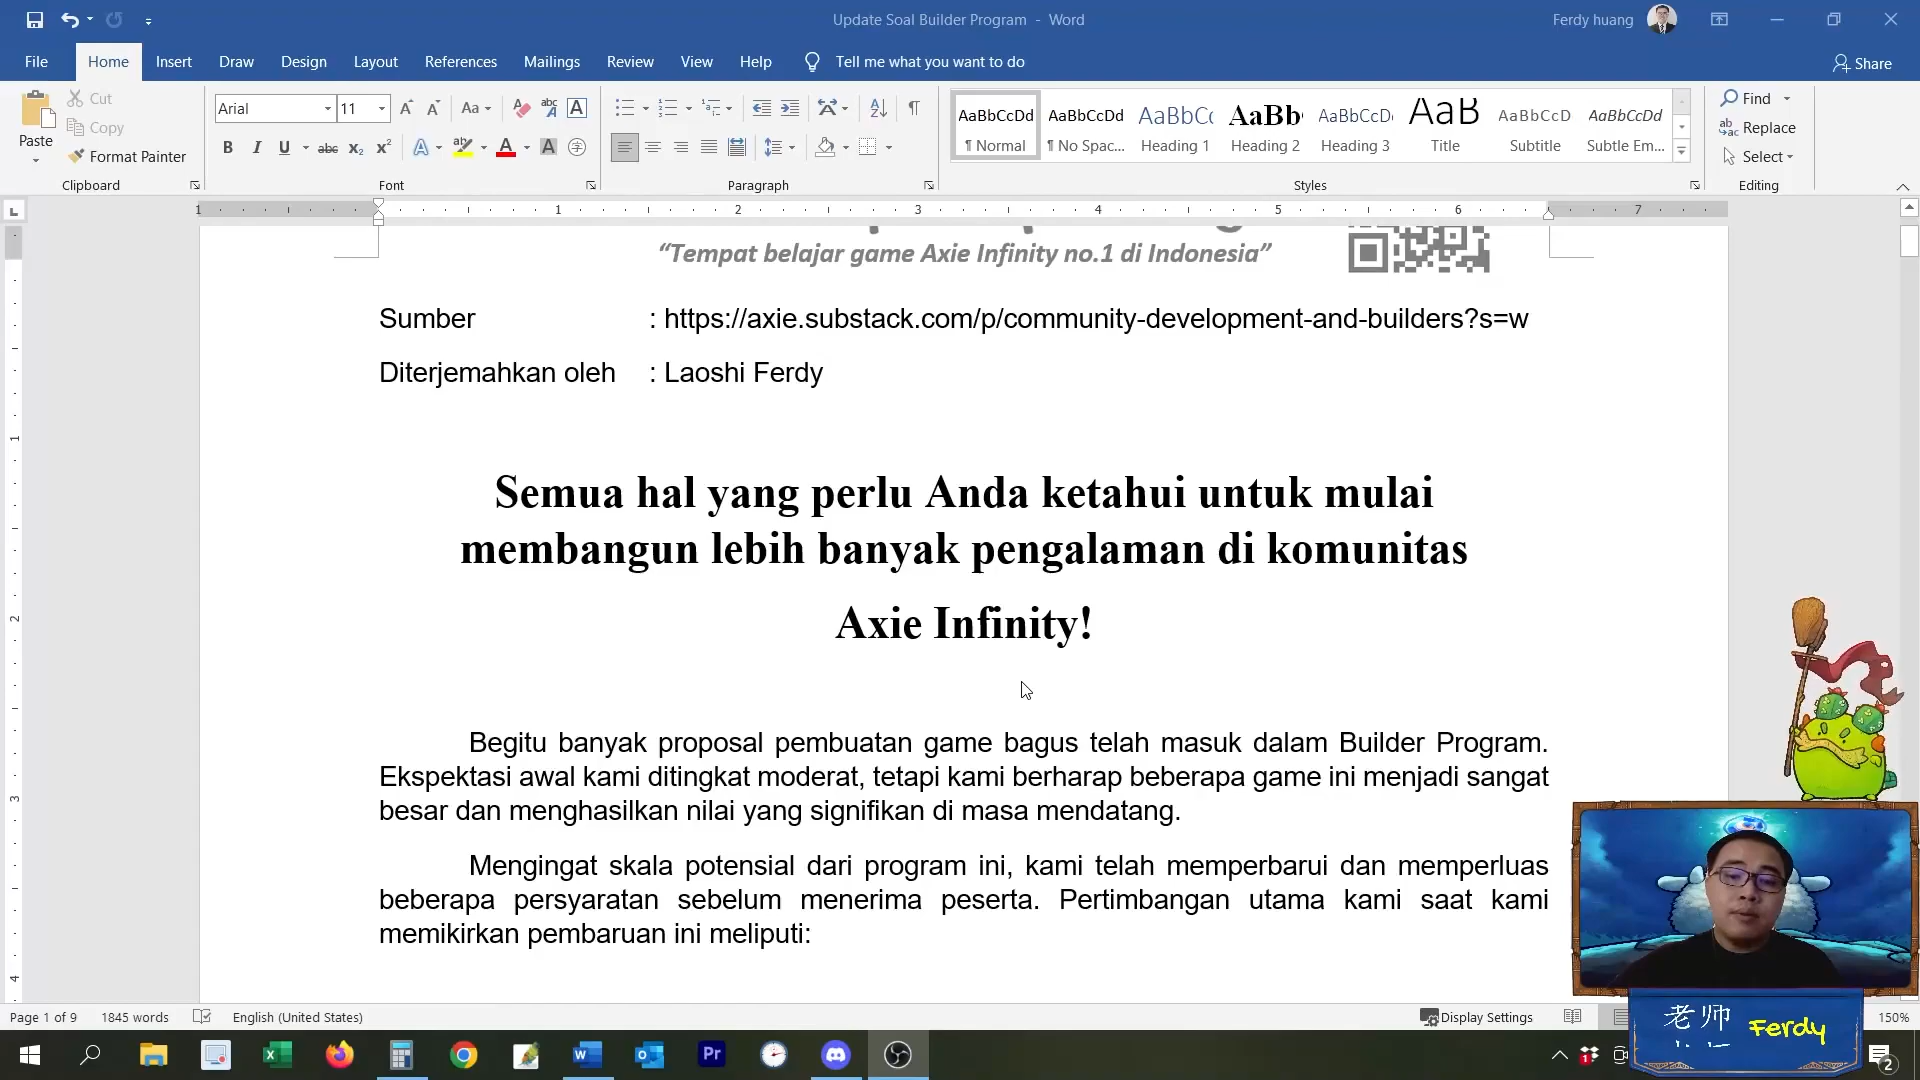 Update Soal Builder Program - Word
Ferdy huang
File Home Insert Draw Design Layout References Mailings Review View Help Tell me what you want to do
Share
Paste
Cut
Copy
Format Painter
Clipboard
Arial 11
Font
Paragraph
AaBbCcDd AaBbCcDd AaBbCc AaBb AaBbCcD AaB AaBbCcD AaBbCcDd
¶ Normal ¶ No Spac... Heading 1 Heading 2 Heading 3 Title Subtitle Subtle Em...
Styles
Find
Replace
Select
Editing
1 1 2 3 4 5 6 7
“Tempat belajar game Axie Infinity no.1 di Indonesia”
Sumber : https://axie.substack.com/p/community-development-and-builders?s=w
Diterjemahkan oleh : Laoshi Ferdy
Semua hal yang perlu Anda ketahui untuk mulai
membangun lebih banyak pengalaman di komunitas
Axie Infinity!
Begitu banyak proposal pembuatan game bagus telah masuk dalam Builder Program.
Ekspektasi awal kami ditingkat moderat, tetapi kami berharap beberapa game ini menjadi sangat
besar dan menghasilkan nilai yang signifikan di masa mendatang.
Mengingat skala potensial dari program ini, kami telah memperbarui dan memperluas
beberapa persyaratan sebelum menerima peserta. Pertimbangan utama kami saat kami
memikirkan pembaruan ini meliputi:
老师 Ferdy
Page 1 of 9 1845 words English (United States) Display Settings 150%